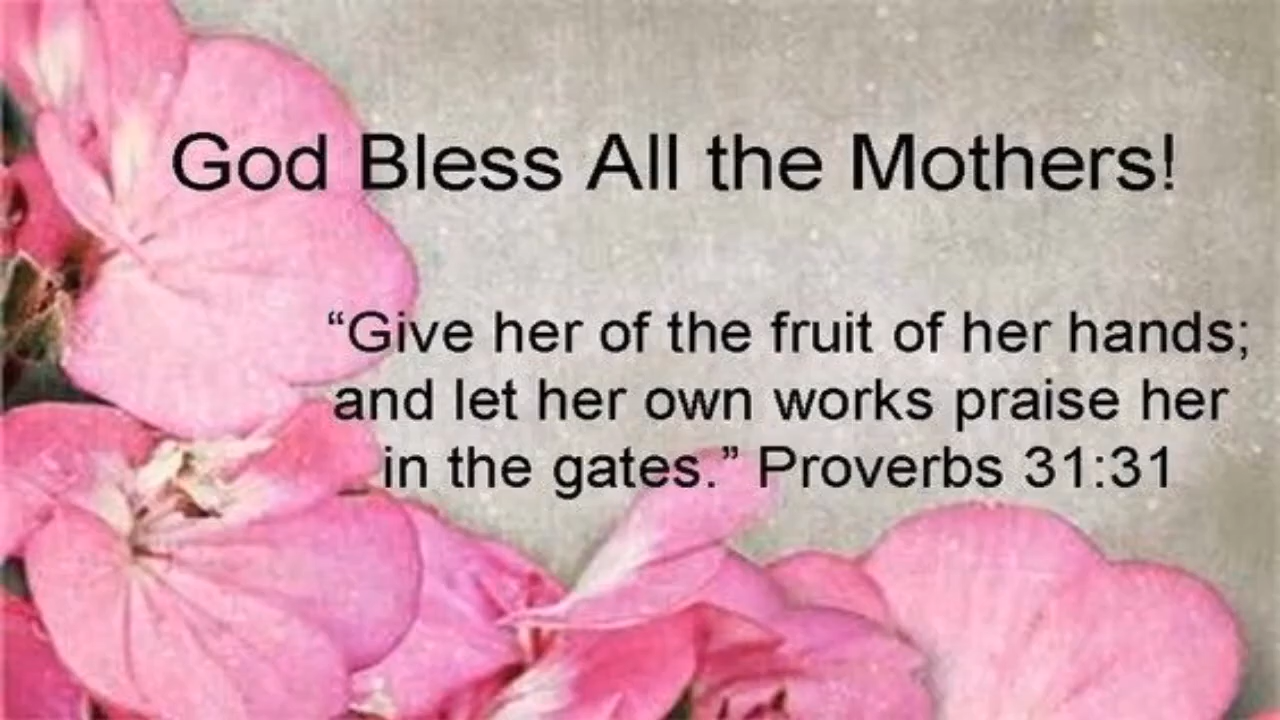 God Bless All the Mothers!
“Give her of the fruit of her hands;
and let her own works praise her
in the gates.” Proverbs 31:31